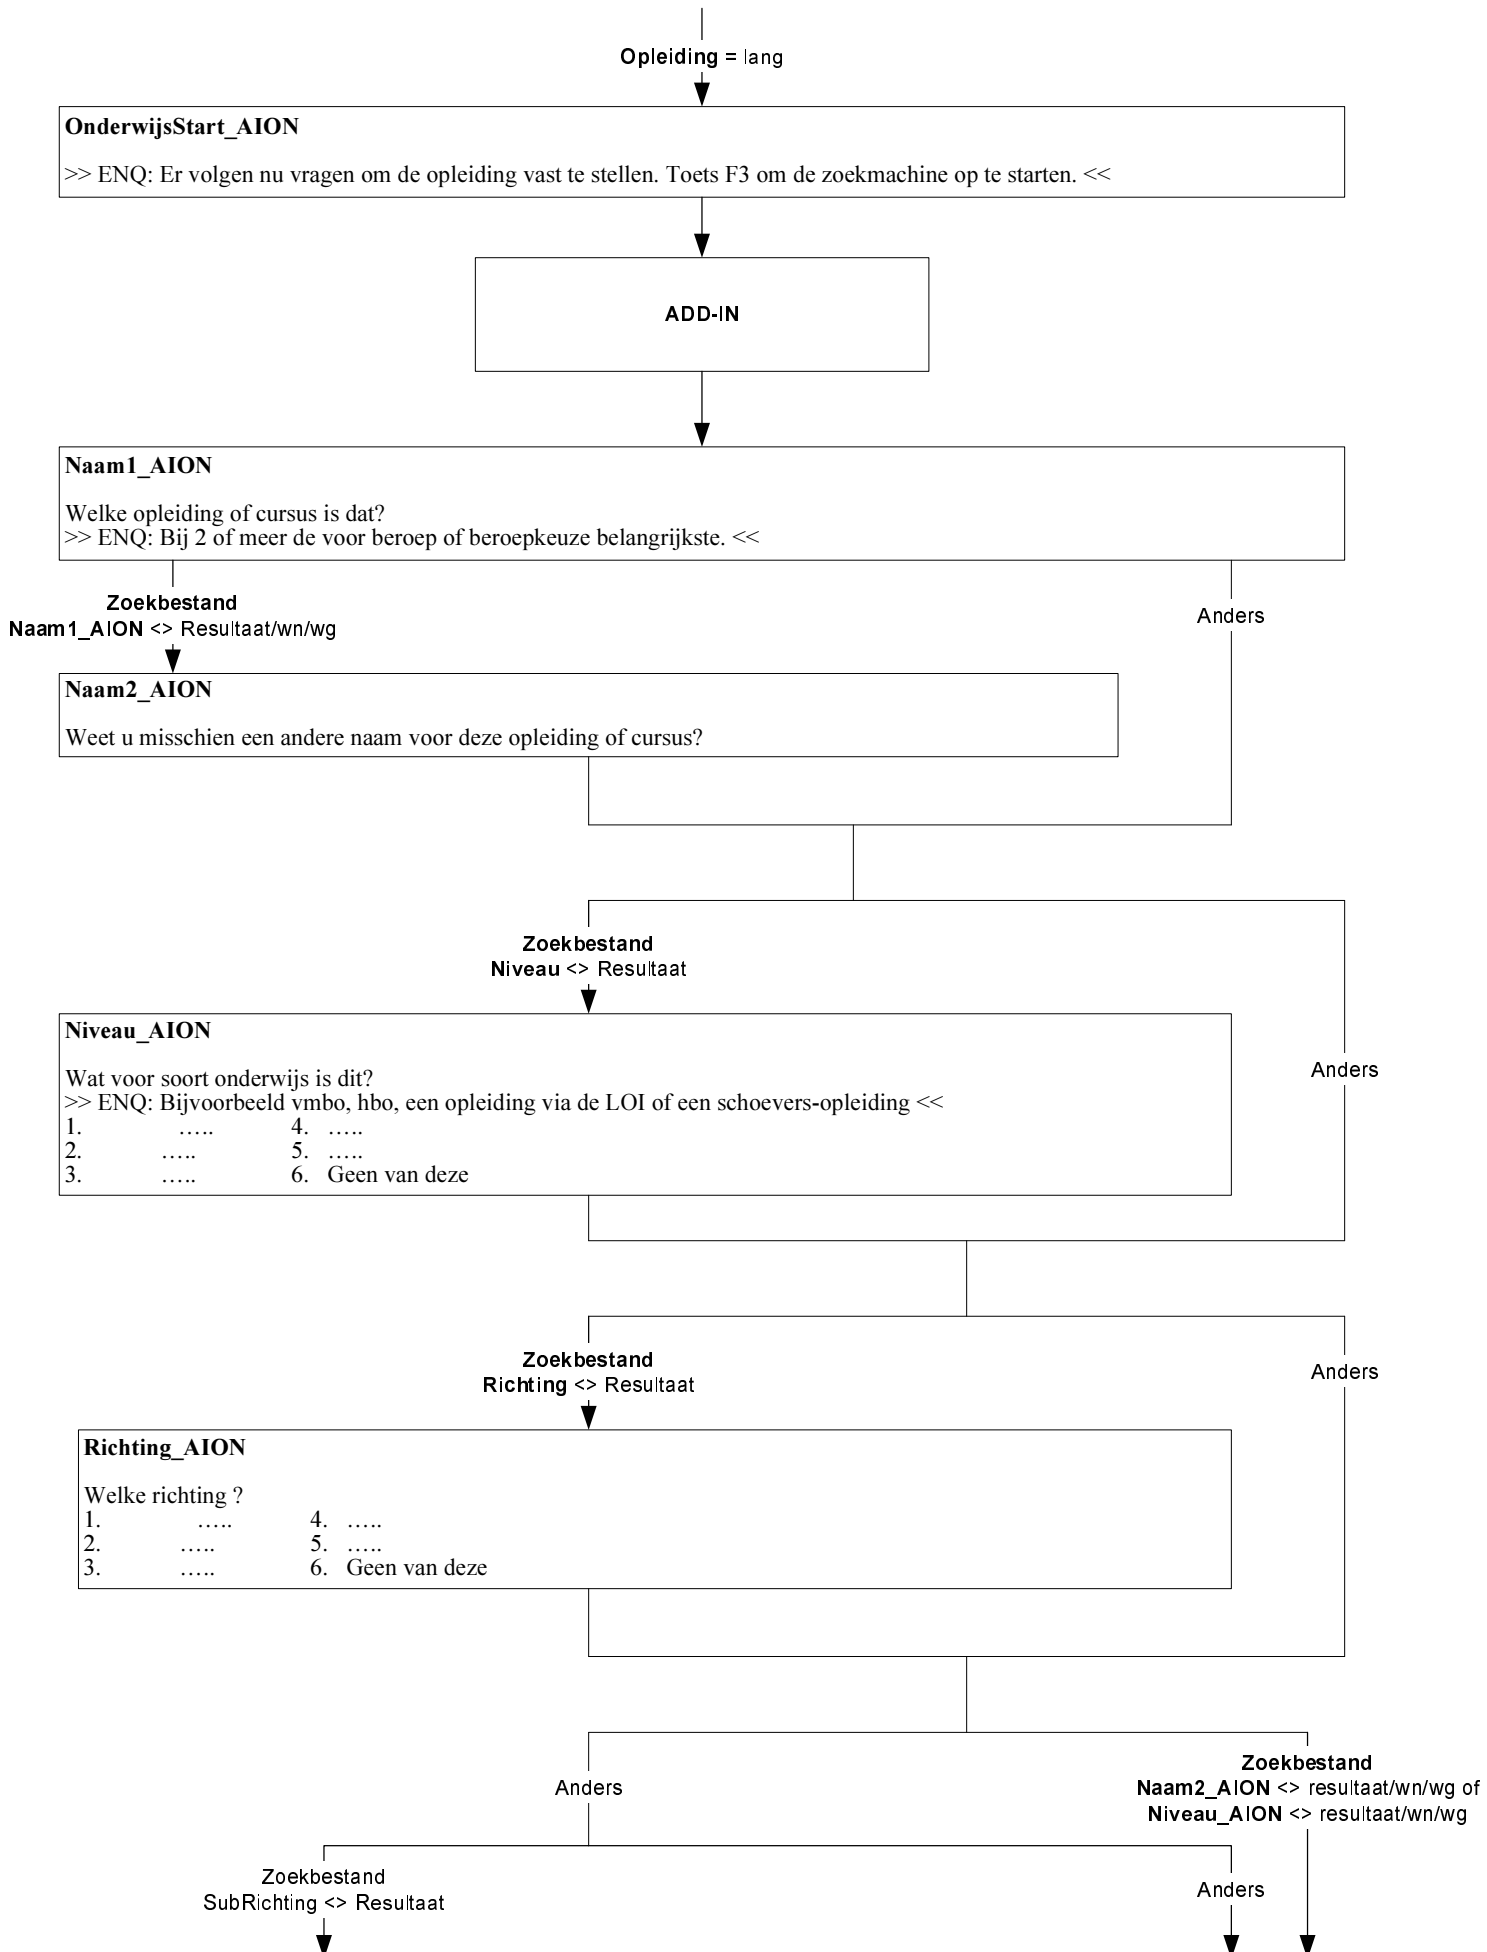 Opleiding = lang
OnderwijsStart_AION
>> ENQ: Er volgen nu vragen om de opleiding vast te stellen. Toets F3 om de zoekmachine op te starten. <<
ADD-IN
Naam1_AION
Welke opleiding of cursus is dat?
>> ENQ: Bij 2 of meer de voor beroep of beroepkeuze belangrijkste. <<
Zoekbestand
Naam1_AION <> Resultaat/wn/wg
Anders
Naam2_AION
Weet u misschien een andere naam voor deze opleiding of cursus?
Zoekbestand
Niveau <> Resultaat
Anders
Niveau_AION
Wat voor soort onderwijs is dit?
>> ENQ: Bijvoorbeeld vmbo, hbo, een opleiding via de LOI of een schoevers-opleiding <<
1. ….. 4. …..
2. ….. 5. …..
3. ….. 6. Geen van deze
Zoekbestand
Richting <> Resultaat
Anders
Richting_AION
Welke richting ?
1. ….. 4. …..
2. ….. 5. …..
3. ….. 6. Geen van deze
Anders
Zoekbestand
Naam2_AION <> resultaat/wn/wg of
Niveau_AION <> resultaat/wn/wg
Zoekbestand
SubRichting <> Resultaat
Anders